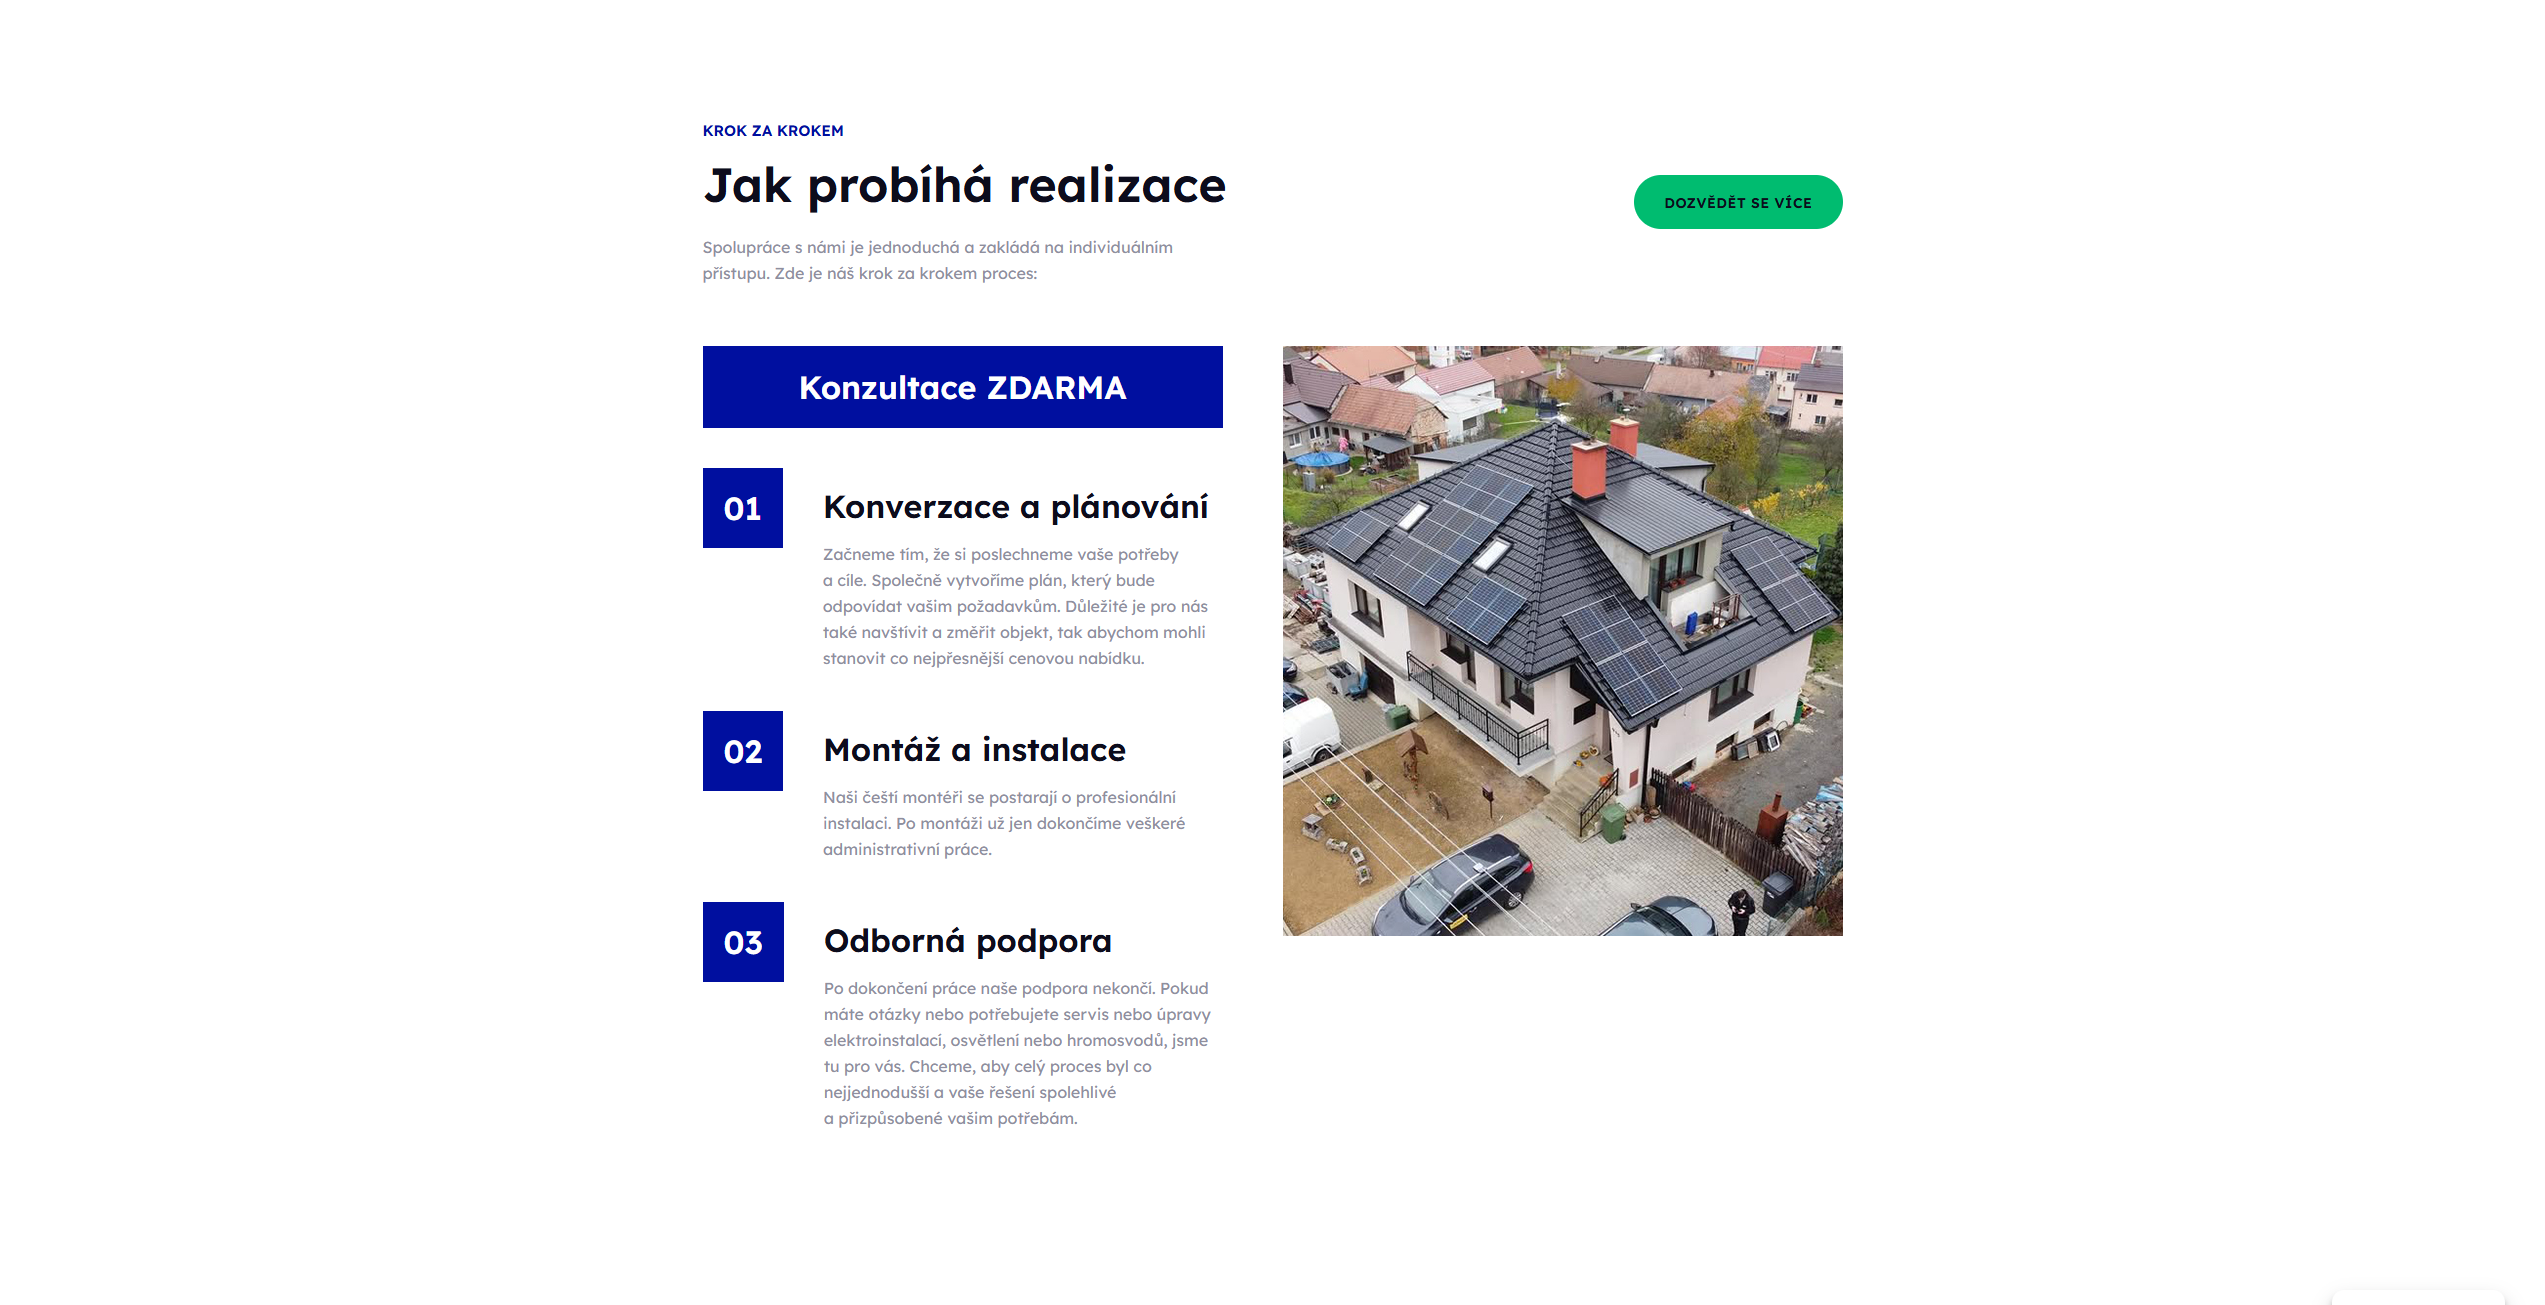 KROK ZA KROKEM
Jak probíhá realizace
DOZVĚDĚT SE VÍCE
Spolupráce s námi je jednoduchá a zakládá na individuálním
přístupu. Zde je náš krok za krokem proces:
Konzultace ZDARMA
01
Konverzace a plánování
Začneme tím, že si poslechneme vaše potřeby
a cíle. Společně vytvoříme plán, který bude
odpovídat vašim požadavkům. Důležité je pro nás
také navštívit a změřit objekt, tak abychom mohli
stanovit co nejpřesnější cenovou nabídku.
02
Montáž a instalace
Naši čeští montéři se postarají o profesionální
instalaci. Po montáži už jen dokončíme veškeré
administrativní práce.
03
Odborná podpora
Po dokončení práce naše podpora nekončí. Pokud
máte otázky nebo potřebujete servis nebo úpravy
elektroinstalací, osvětlení nebo hromosvodů, jsme
tu pro vás. Chceme, aby celý proces byl co
nejjednodušší a vaše řešení spolehlivé
a přizpůsobené vašim potřebám.